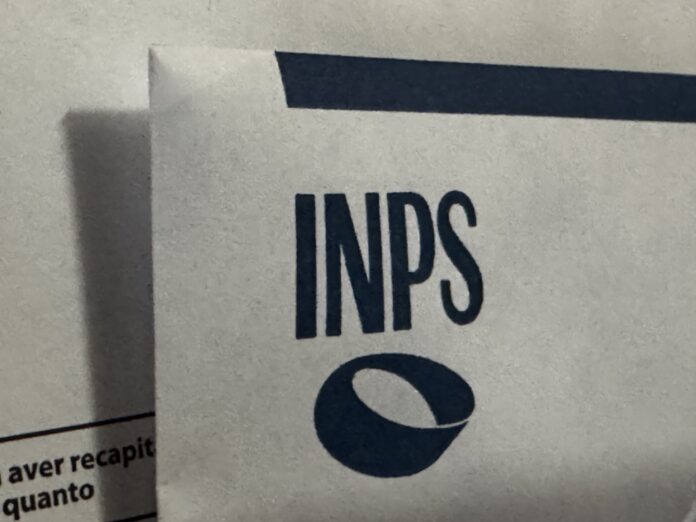 INPS
aver recapit
quanto